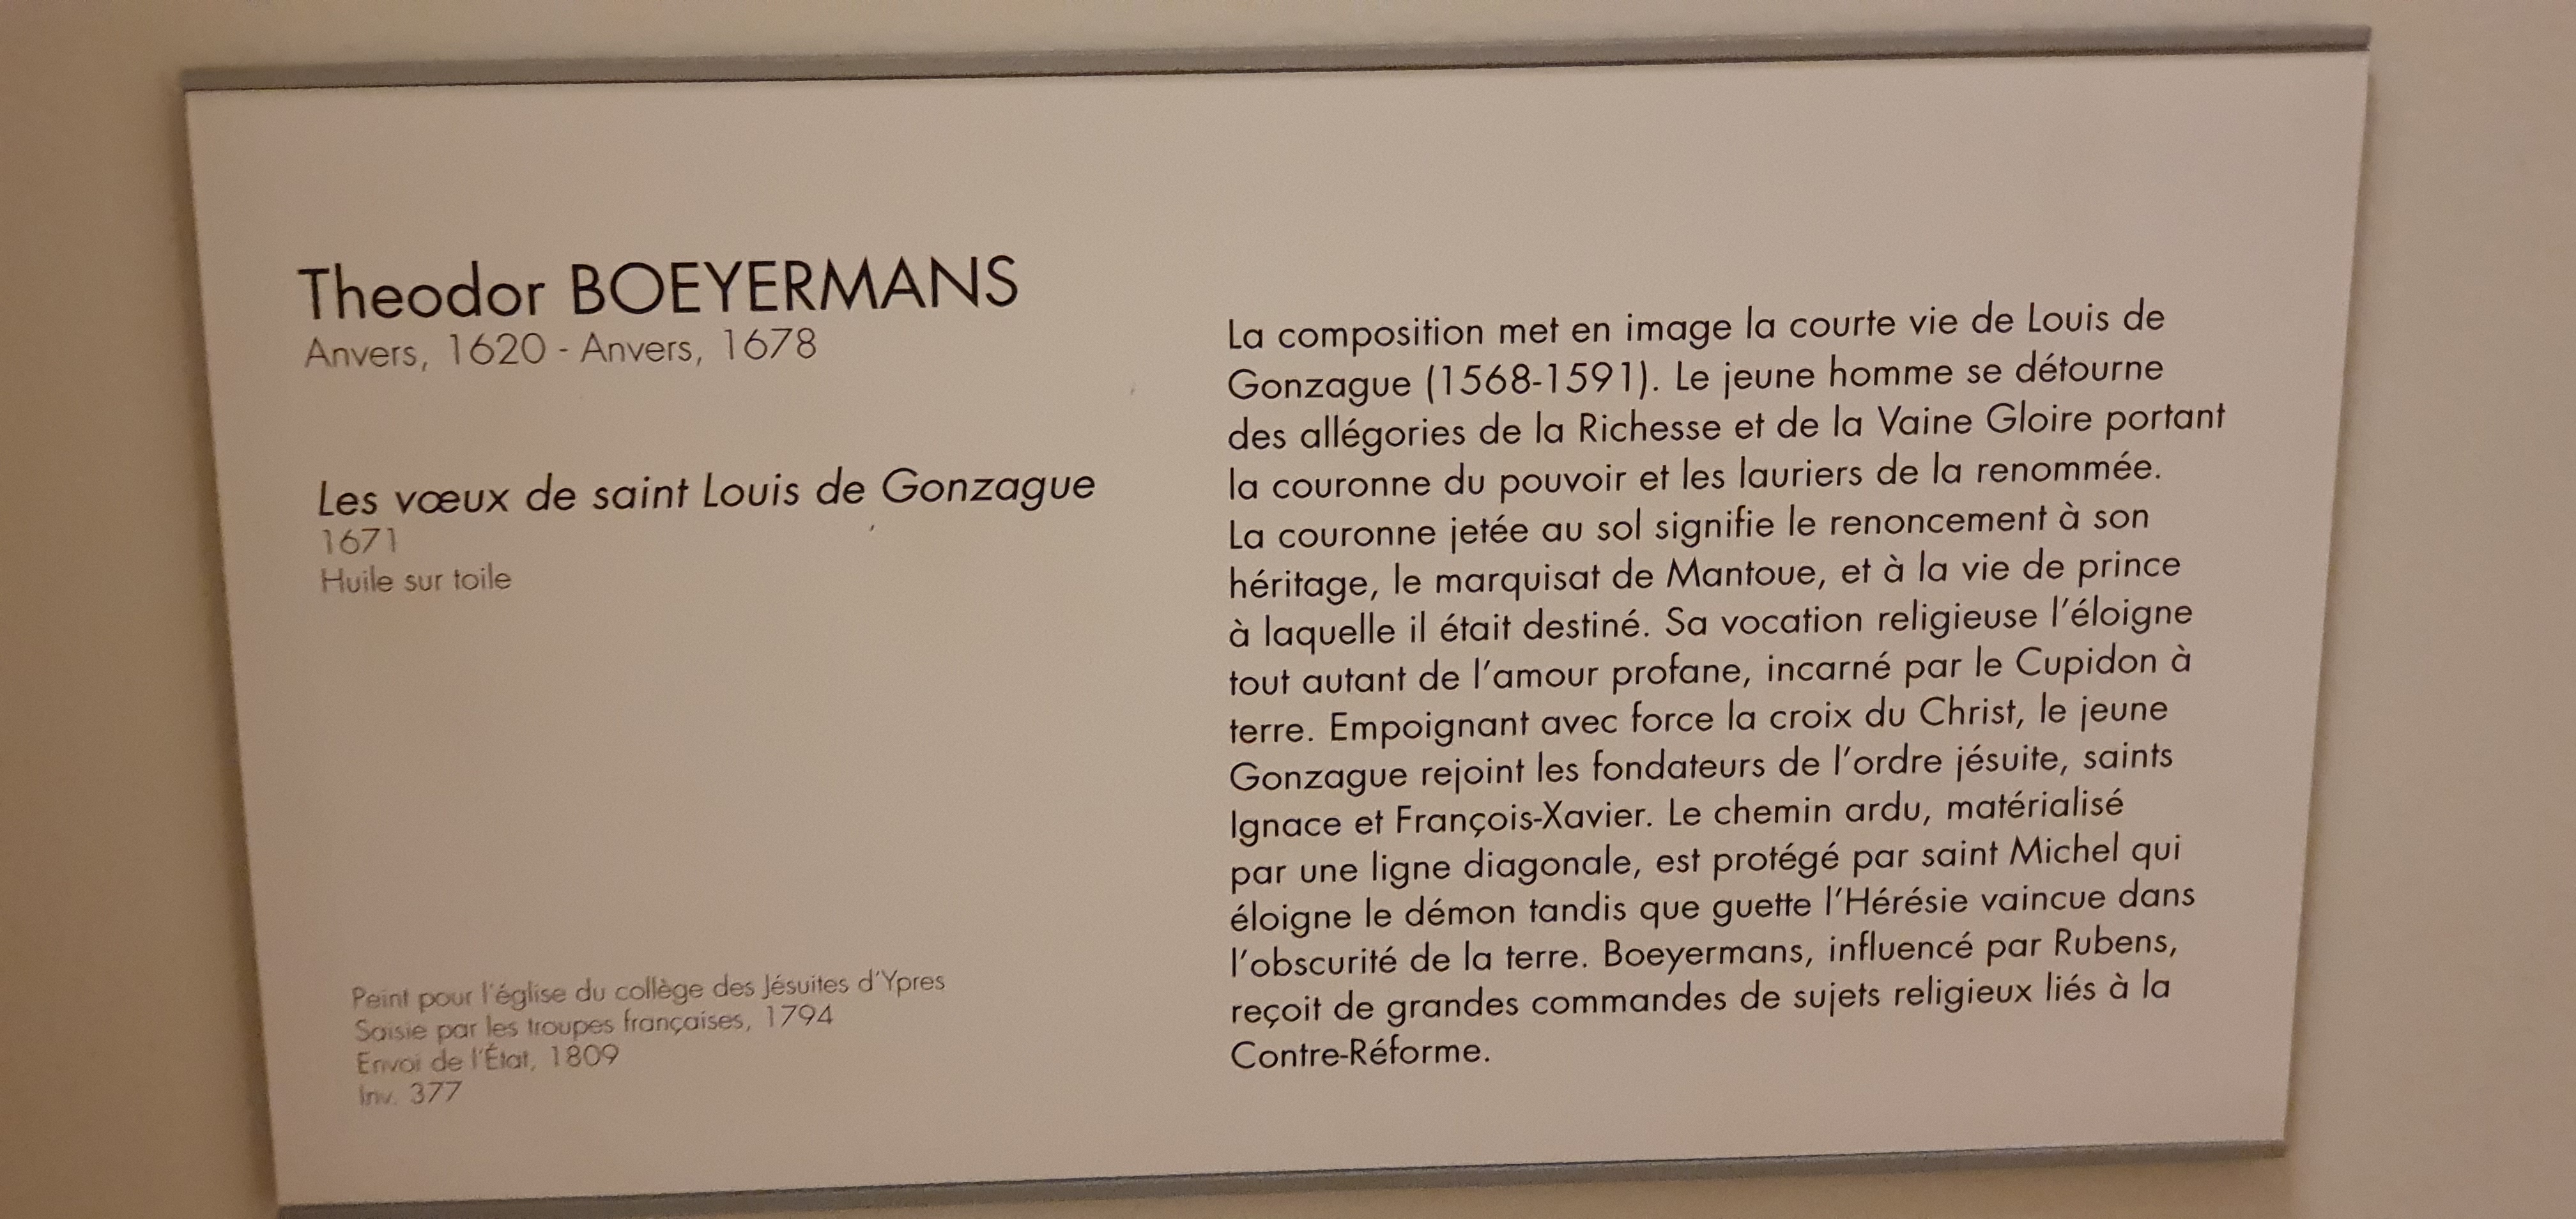 Theodor BOEYERMANS
Anvers, 1620 - Anvers, 1678
Les vœux de saint Louis de Gonzague
1671
Huile sur toile
Peint pour l'église du collège des Jésuites d'Ypres
Saisie par les troupes françaises, 1794
Envoi de l'État, 1809
Inv. 377
La composition met en image la courte vie de Louis de
Gonzague (1568-1591). Le jeune homme se détourne
des allégories de la Richesse et de la Vaine Gloire portant
la couronne du pouvoir et les lauriers de la renommée.
La couronne jetée au sol signifie le renoncement à son
héritage, le marquisat de Mantoue, et à la vie de prince
à laquelle il était destiné. Sa vocation religieuse l'éloigne
tout autant de l'amour profane, incarné par le Cupidon à
terre. Empoignant avec force la croix du Christ, le jeune
Gonzague rejoint les fondateurs de l'ordre jésuite, saints
Ignace et François-Xavier. Le chemin ardu, matérialisé
par une ligne diagonale, est protégé par saint Michel qui
éloigne le démon tandis que guette l'Hérésie vaincue dans
l'obscurité de la terre. Boeyermans, influencé par Rubens,
reçoit de grandes commandes de sujets religieux liés à la
Contre-Réforme.